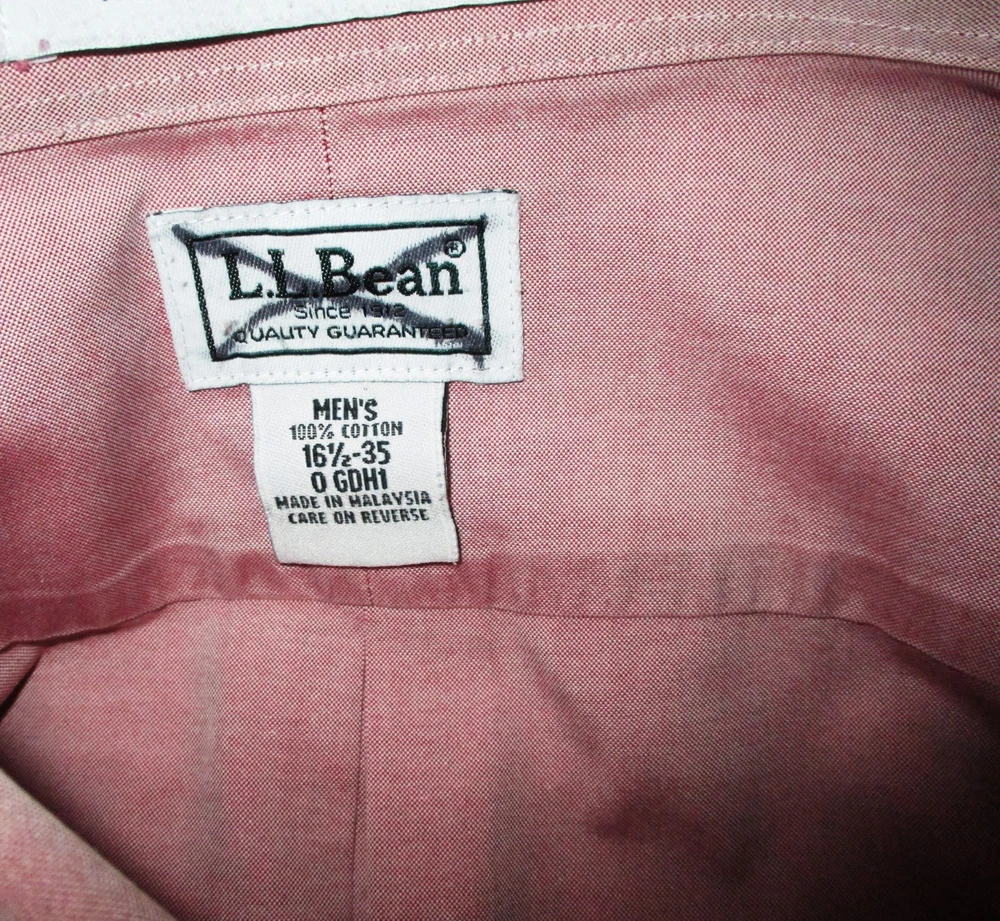 L.L.Bean®
Since 1912
QUALITY GUARANTEED
MEN'S
100% COTTON
16½-35
0 GDH1
MADE IN MALAYSIA
CARE ON REVERSE